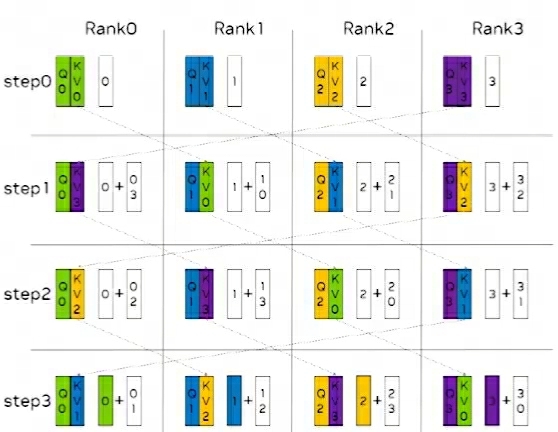 Rank0 Rank1 Rank2 Rank3
step0 Q0 KV0 0 Q1 KV1 1 Q2 KV2 2 Q3 KV3 3
step1 Q0 KV3 0 + 03 Q1 KV0 1 + 10 Q2 KV1 2 + 21 Q3 KV2 3 + 32
step2 Q0 KV2 0 + 02 Q1 KV3 1 + 13 Q2 KV0 2 + 20 Q3 KV1 3 + 31
step3 Q0 KV1 0 + 01 Q1 KV2 1 + 12 Q2 KV3 2 + 23 Q3 KV0 3 + 30